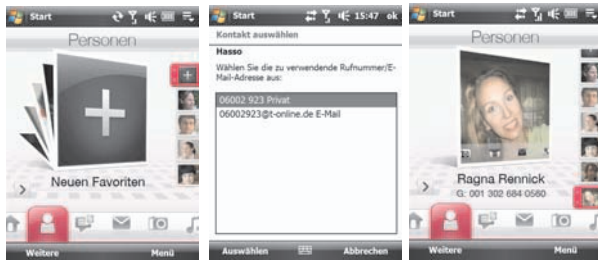 Start
Personen
Neuen Favoriten
Weitere
Menü
Start
15:47
ok
Kontakt auswählen
Hasso
Wählen Sie die zu verwendende Rufnummer/E-
Mail-Adresse aus:
06002 923 Privat
06002923@t-online.de E-Mail
Auswählen
Abbrechen
Start
Personen
Ragna Rennick
G: 001 302 684 0560
Weitere
Menü